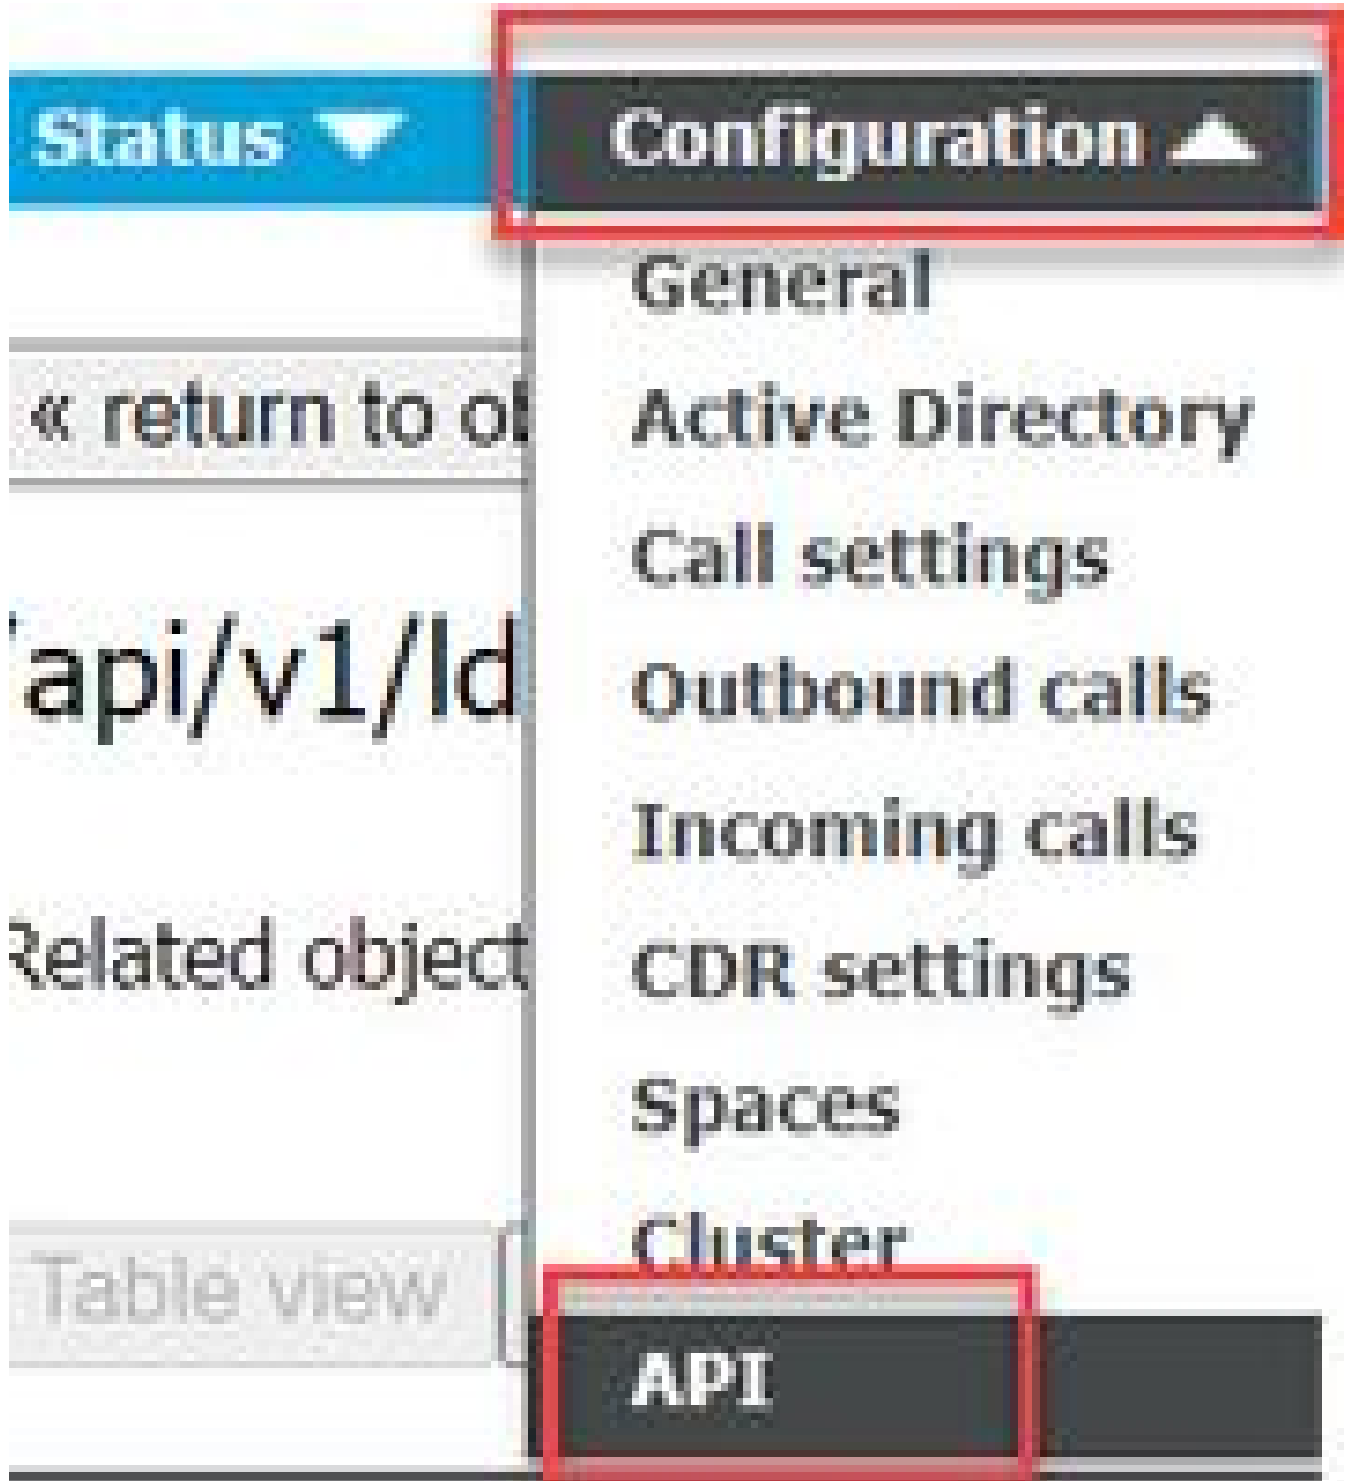 Status Configuration
General
« return to ob
Active Directory
Call settings
/api/v1/ld
Outbound calls
Incoming calls
Related object
CDR settings
Spaces
Cluster
Table view
API